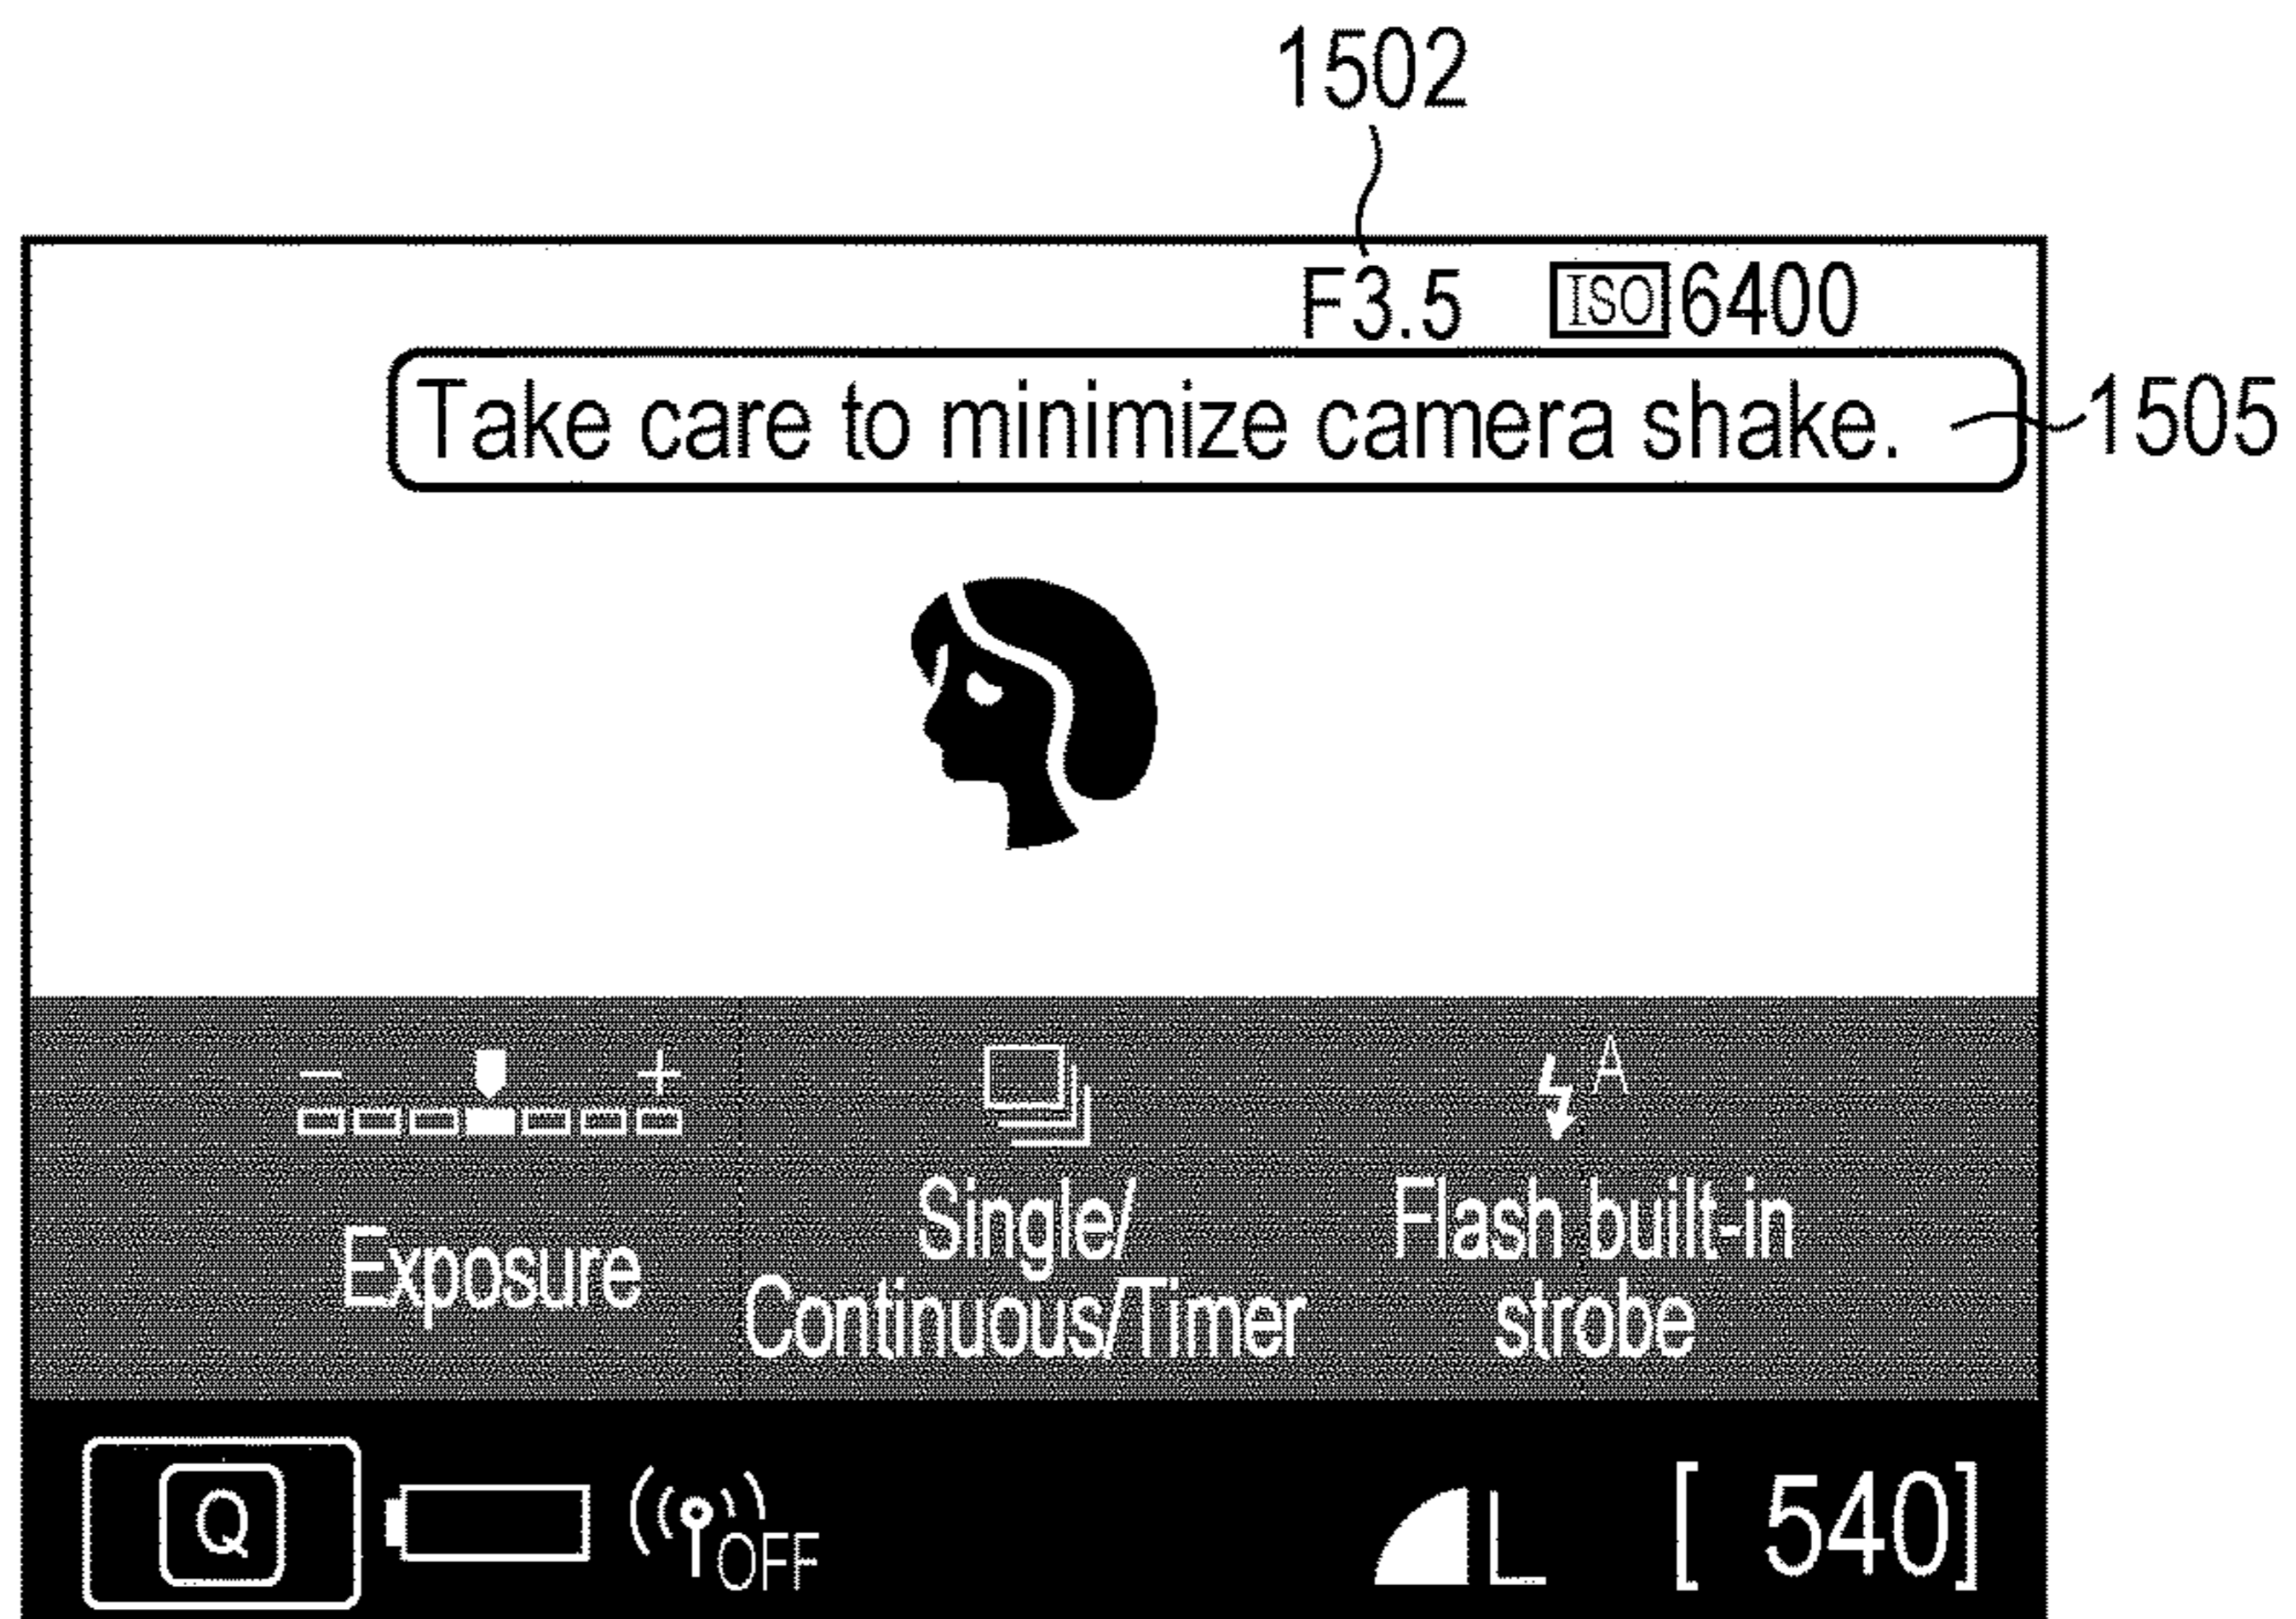 1502
F3.5 ISO 6400
Take care to minimize camera shake. 1505
- +
A
Single/ Flash built-in
Exposure
Continuous/Timer strobe
Q OFF L [ 540]